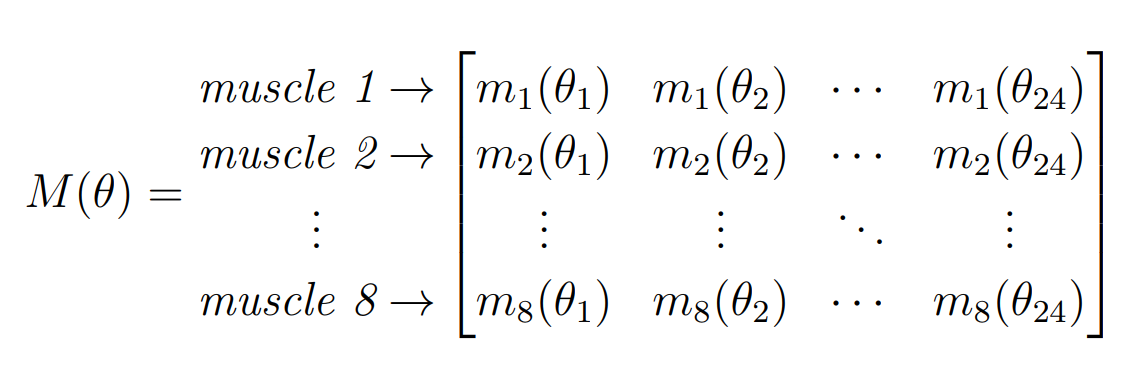 muscle 1 → [ m₁(θ₁) m₁(θ₂) ⋯ m₁(θ₂₄) ]
muscle 2 → [ m₂(θ₁) m₂(θ₂) ⋯ m₂(θ₂₄) ]
M(θ) =
⋮ ⋮ ⋮ ⋱ ⋮
muscle 8 → [ m₈(θ₁) m₈(θ₂) ⋯ m₈(θ₂₄) ]